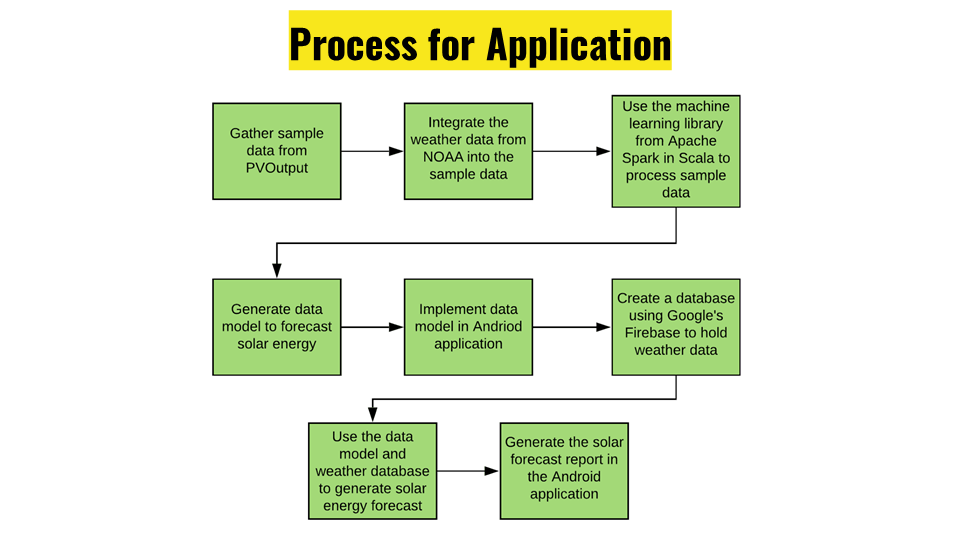 Process for Application
Gather sample
data from
PVOutput
Integrate the
weather data from
NOAA into the
sample data
Use the machine
learning library
from Apache
Spark in Scala to
process sample
data
Generate data
model to forecast
solar energy
Implement data
model in Andriod
application
Create a database
using Google's
Firebase to hold
weather data
Use the data
model and
weather database
to generate solar
energy forecast
Generate the solar
forecast report in
the Android
application